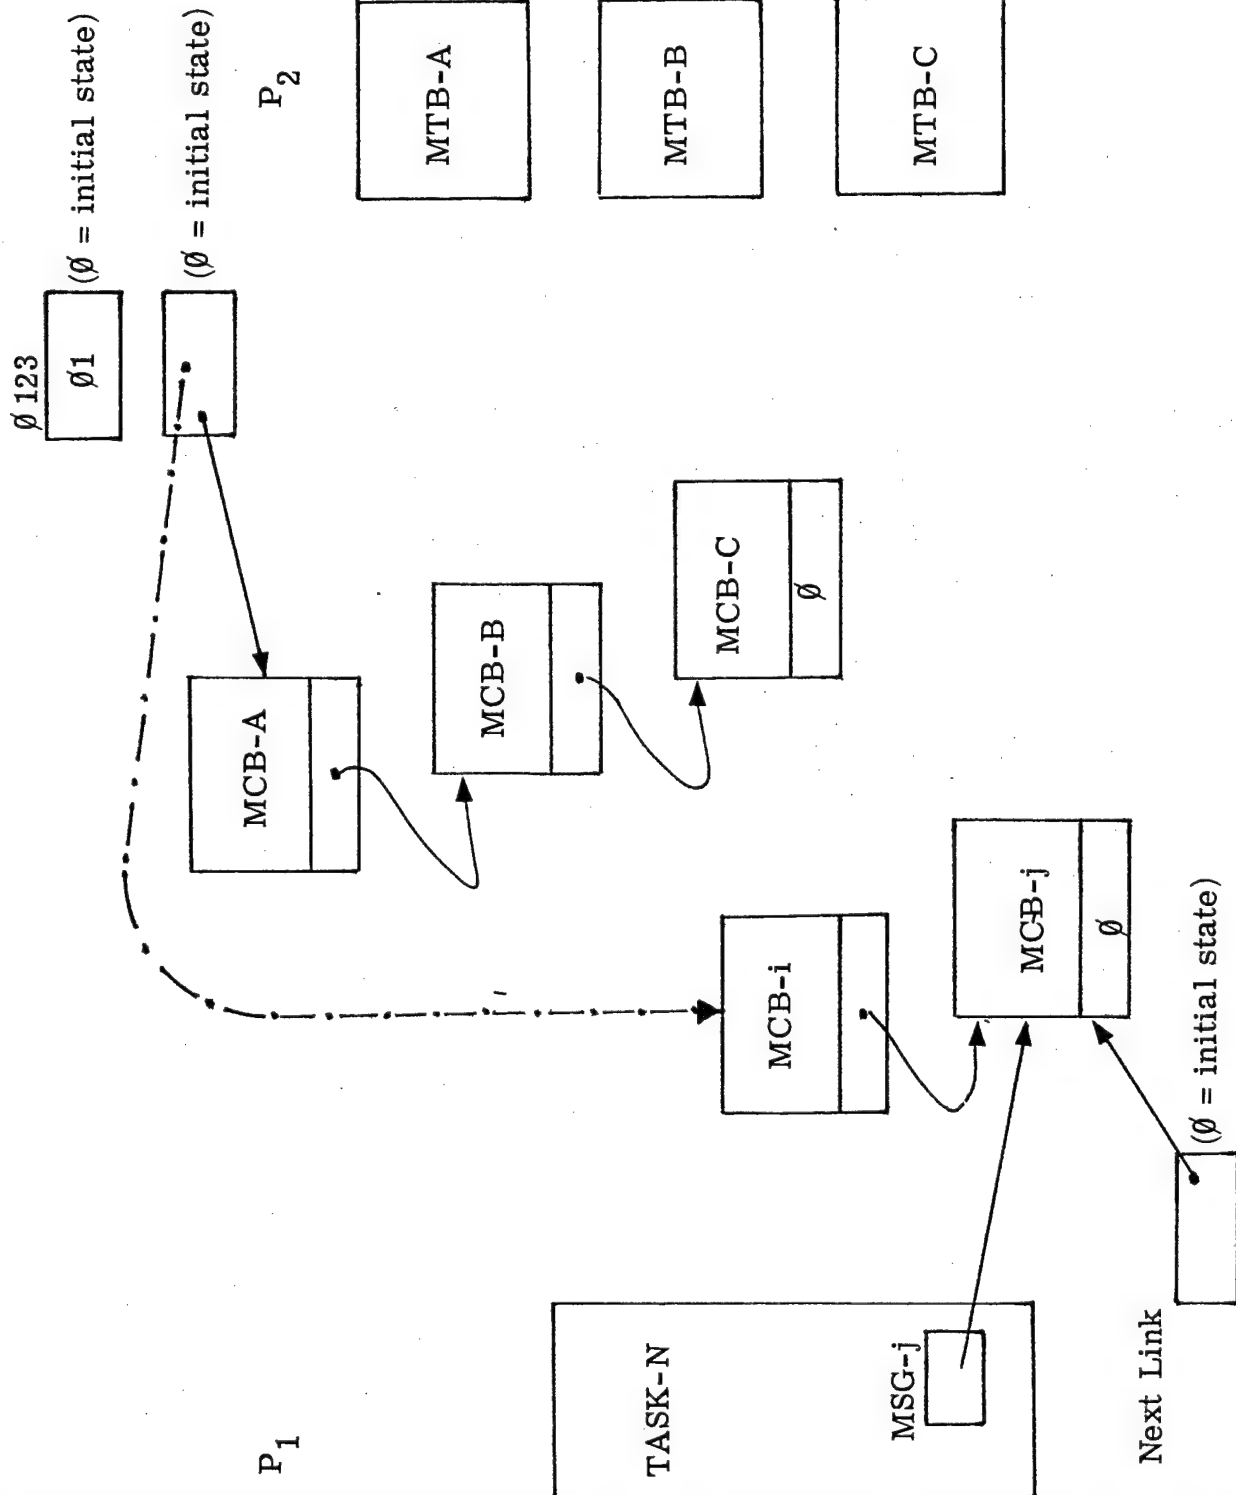 Ø123
Ø1 (Ø = initial state)
(Ø = initial state)
P1
P2
MCB-A
MTB-A
MCB-B
TASK-N
MTB-B
MCB-C
MCB-i
Ø
MSG-j
MTB-C
MCB-j
Ø
Next Link
(Ø = initial state)